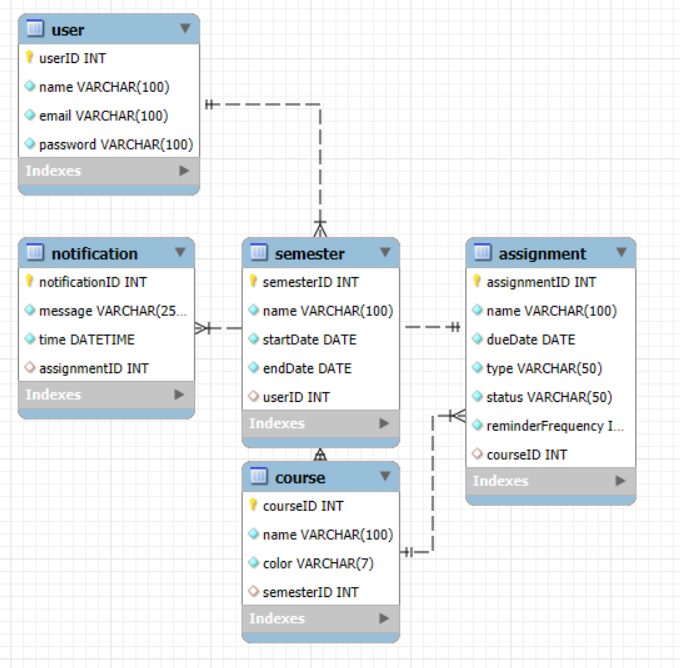 user
userID INT
name VARCHAR(100)
email VARCHAR(100)
password VARCHAR(100)
Indexes
notification
notificationID INT
message VARCHAR(25...
time DATETIME
assignmentID INT
Indexes
semester
semesterID INT
name VARCHAR(100)
startDate DATE
endDate DATE
userID INT
Indexes
assignment
assignmentID INT
name VARCHAR(100)
dueDate DATE
type VARCHAR(50)
status VARCHAR(50)
reminderFrequency I...
courseID INT
Indexes
course
courseID INT
name VARCHAR(100)
color VARCHAR(7)
semesterID INT
Indexes